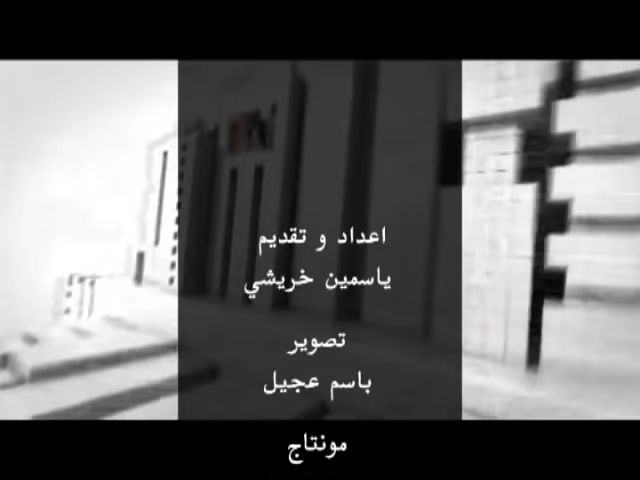 اعداد و تقديم
ياسمين خريشي
تصوير
باسم عجيل
مونتاج